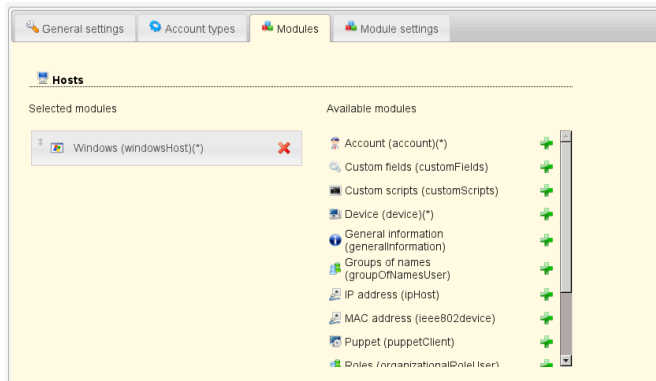 General settings
Account types
Modules
Module settings
Hosts
Selected modules
Available modules
Windows (windowsHost)(*)
Account (account)(*)
Custom fields (customFields)
Custom scripts (customScripts)
Device (device)(*)
General information
(generalInformation)
Groups of names
(groupOfNamesUser)
IP address (ipHost)
MAC address (ieee802device)
Puppet (puppetClient)
Roles (organizationalRoleUser)